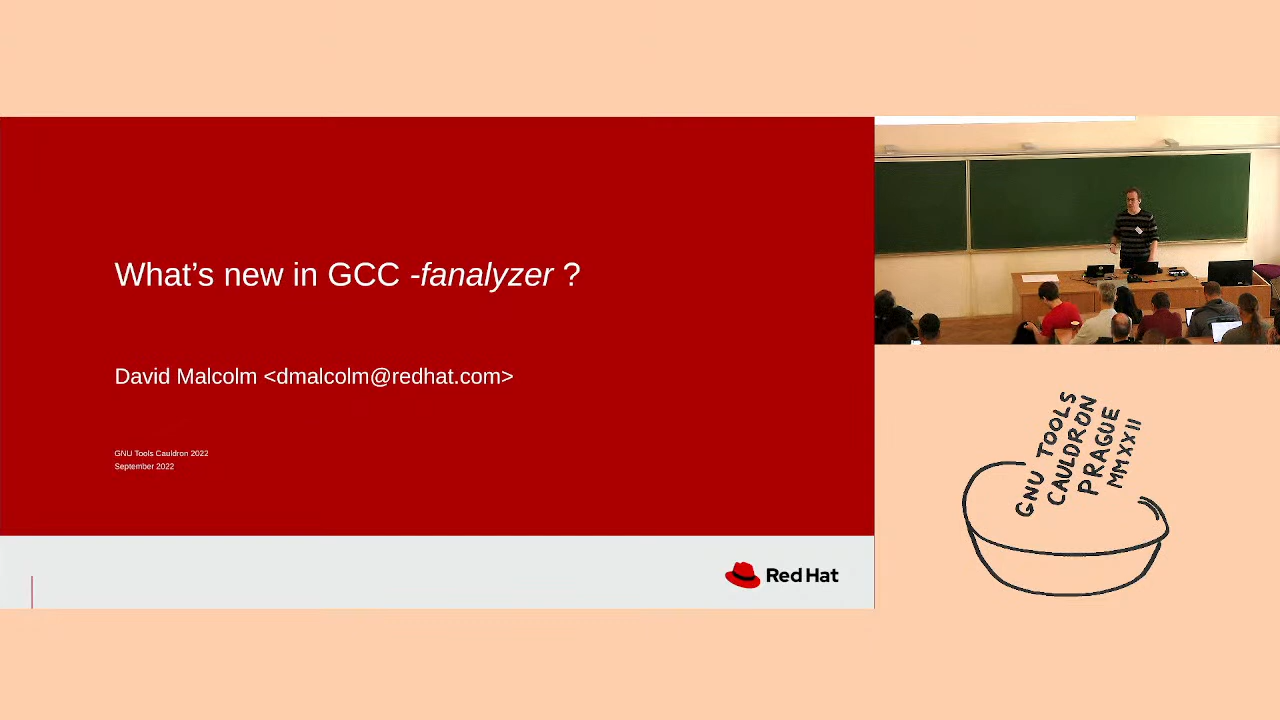 What's new in GCC -fanalyzer ?
David Malcolm <dmalcolm@redhat.com>
GNU Tools Cauldron 2022
September 2022
Red Hat
GNU TOOLS
CAULDRON
PRAGUE
MMXXII